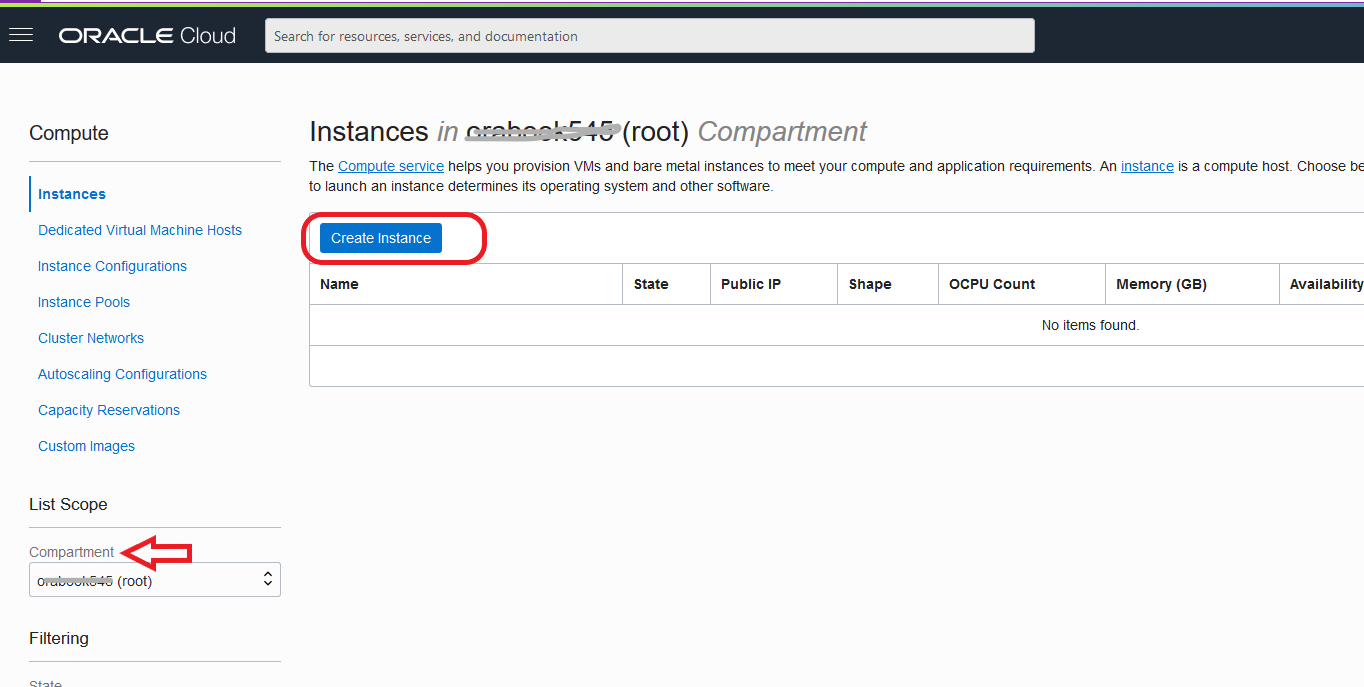 ORACLE Cloud
Search for resources, services, and documentation
Compute
Instances
Dedicated Virtual Machine Hosts
Instance Configurations
Instance Pools
Cluster Networks
Autoscaling Configurations
Capacity Reservations
Custom Images
List Scope
Compartment
(root)
Filtering
State
Instances in (root) Compartment
The Compute service helps you provision VMs and bare metal instances to meet your compute and application requirements. An instance is a compute host. Choose be
to launch an instance determines its operating system and other software.
Create Instance
Name State Public IP Shape OCPU Count Memory (GB) Availability
No items found.